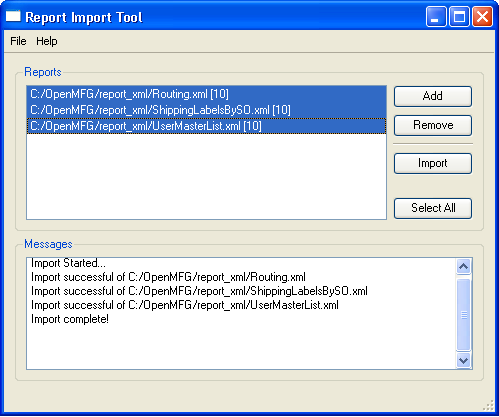 Report Import Tool
File Help
Reports
C:/OpenMFG/report_xml/Routing.xml [10]
C:/OpenMFG/report_xml/ShippingLabelsBySO.xml [10]
C:/OpenMFG/report_xml/UserMasterList.xml [10]
Add
Remove
Import
Select All
Messages
Import Started...
Import successful of C:/OpenMFG/report_xml/Routing.xml
Import successful of C:/OpenMFG/report_xml/ShippingLabelsBySO.xml
Import successful of C:/OpenMFG/report_xml/UserMasterList.xml
Import complete!